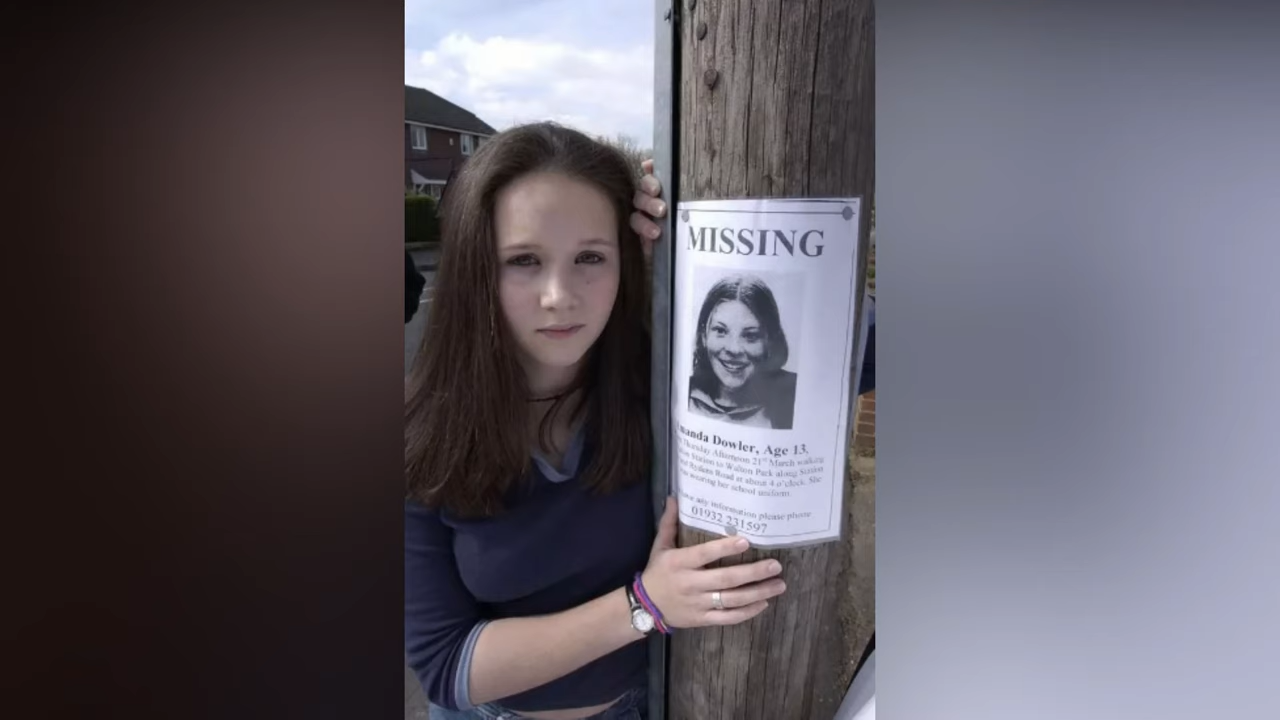 MISSING
manda Dowler, Age 13.
Thursday Afternoon 21st March walking
Station to Walton Park along Station
Rydens Road at about 4 o'clock. She
wearing her school uniform.
any information please phone
01932 231597